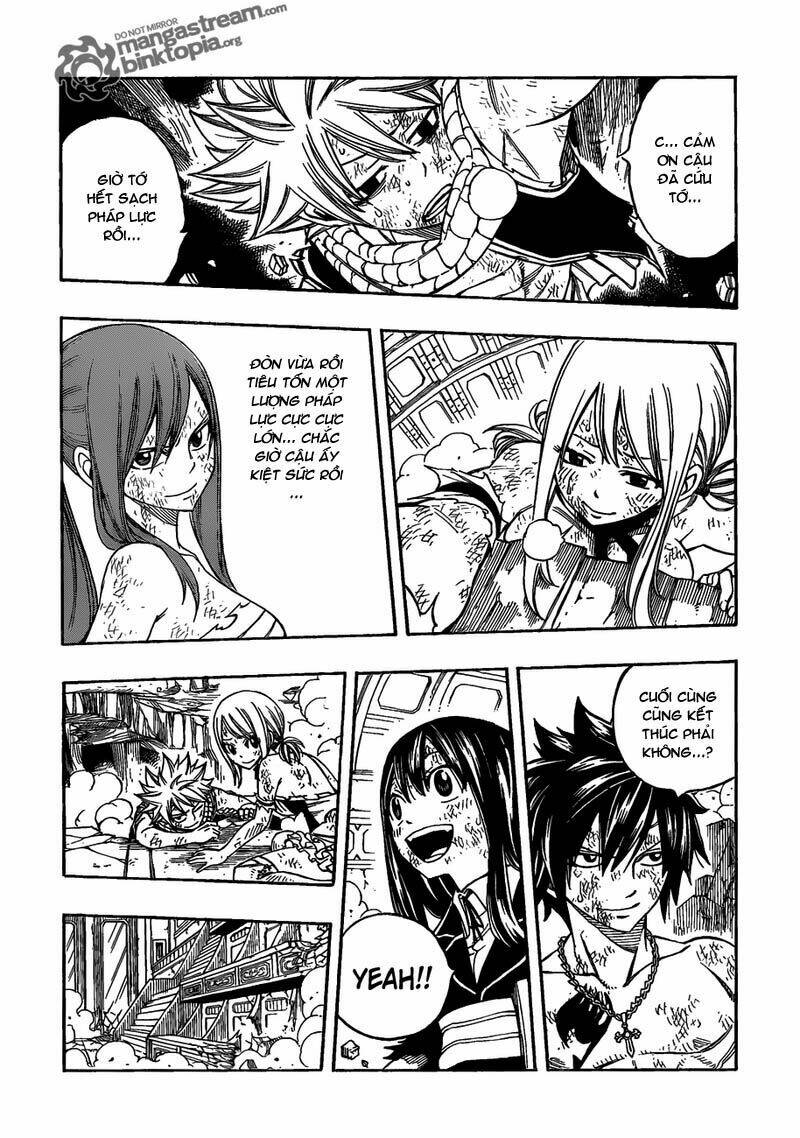 DO NOT MIRROR
mangastream.com
binktopia.org
C... CẢM
ƠN CẬU
ĐÃ CỨU
TỚ...
GIỜ TỚ
HẾT SẠCH
PHÁP LỰC
RỒI...
ĐÒN VỪA RỒI
TIÊU TỐN MỘT
LƯỢNG PHÁP
LỰC CỰC CỰC
LỚN... CHẮC
GIỜ CẬU ẤY
KIỆT SỨC RỒI
...
CUỐI CÙNG
CŨNG KẾT
THÚC PHẢI
KHÔNG...?
YEAH!!